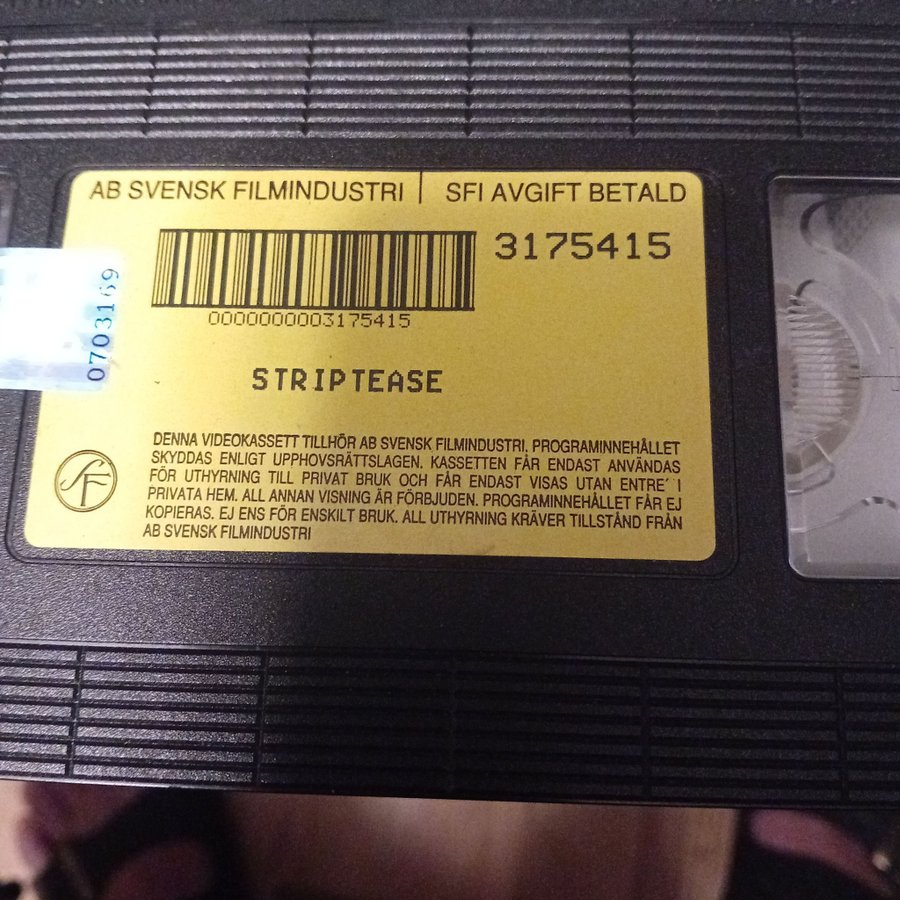 AB SVENSK FILMINDUSTRI | SFI AVGIFT BETALD
3175415
0000000003175415
0703169
STRIPTEASE
SF
DENNA VIDEOKASSETT TILLHÖR AB SVENSK FILMINDUSTRI. PROGRAMINNEHÅLLET
SKYDDAS ENLIGT UPPHOVSRÄTTSLAGEN. KASSETTEN FÅR ENDAST ANVÄNDAS
FÖR UTHYRNING TILL PRIVAT BRUK OCH FÅR ENDAST VISAS UTAN ENTRE´ I
PRIVATA HEM. ALL ANNAN VISNING ÄR FÖRBJUDEN. PROGRAMINNEHÅLLET FÅR EJ
KOPIERAS. EJ ENS FÖR ENSKILT BRUK. ALL UTHYRNING KRÄVER TILLSTÅND FRÅN
AB SVENSK FILMINDUSTRI